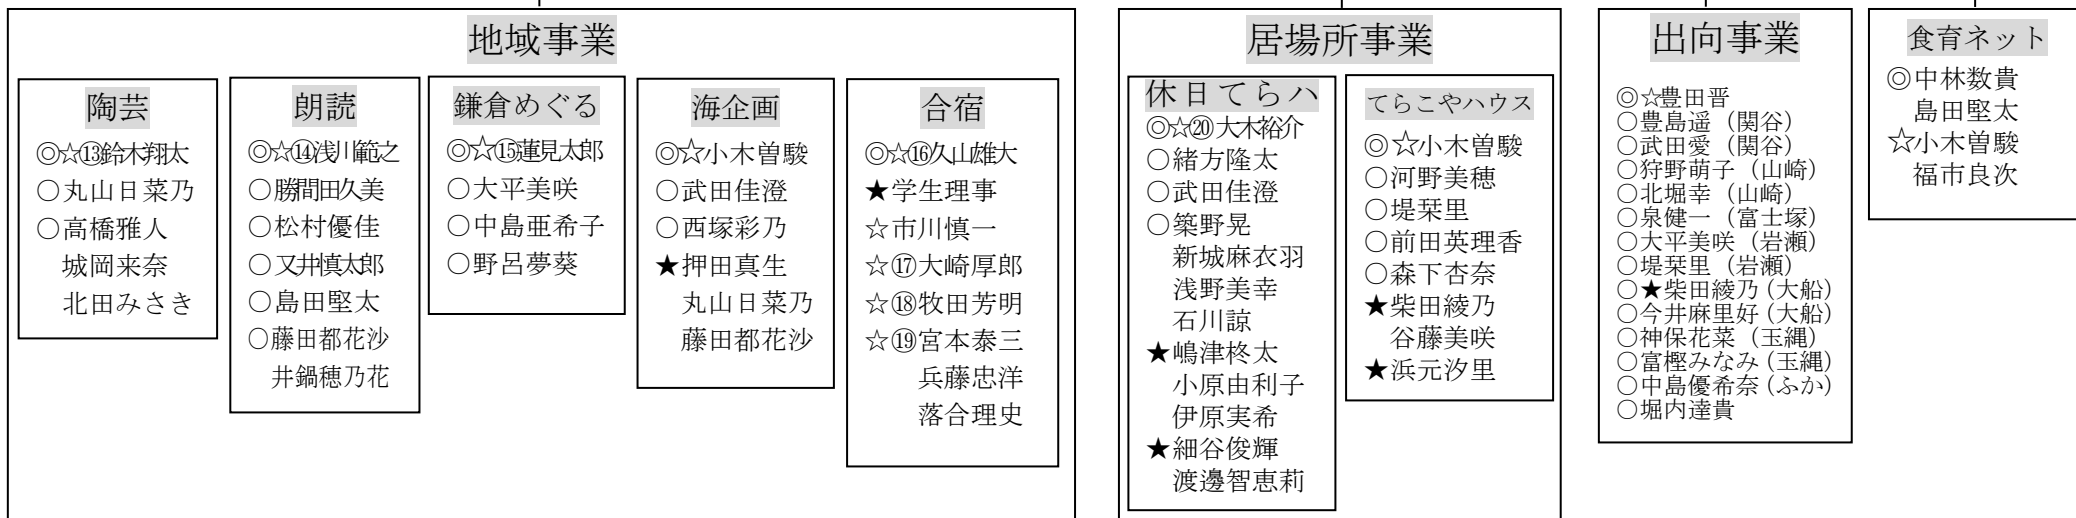 地域事業
陶芸
◎☆⑬鈴木翔太
○丸山日菜乃
○高橋雅人
城岡来奈
北田みさき
朗読
◎☆⑭浅川範之
○勝間田久美
○松村優佳
○又井慎太郎
○島田堅太
○藤田都花沙
井鍋穂乃花
鎌倉めぐる
◎☆⑮蓮見太郎
○大平美咲
○中島亜希子
○野呂夢葵
海企画
◎☆小木曽駿
○武田佳澄
○西塚彩乃
★押田真生
丸山日菜乃
藤田都花沙
合宿
◎☆⑯久山雄大
★学生理事
☆市川慎一
☆⑰大崎厚郎
☆⑱牧田芳明
☆⑲宮本泰三
兵藤忠洋
落合理史
居場所事業
休日てらハ
◎☆⑳大木裕介
○緒方隆太
○武田佳澄
○築野晃
新城麻衣羽
浅野美幸
石川諒
★嶋津柊太
小原由利子
伊原実希
★細谷俊輝
渡邊智恵莉
てらこやハウス
◎☆小木曽駿
○河野美穂
○堤栞里
○前田英理香
○森下杏奈
★柴田綾乃
谷藤美咲
★浜元汐里
出向事業
◎☆豊田晋
○豊島遥（関谷）
○武田愛（関谷）
○狩野萌子（山崎）
○北堀幸（山崎）
○泉健一（富士塚）
○大平美咲（岩瀬）
○堤栞里（岩瀬）
○★柴田綾乃（大船）
○今井麻里好（大船）
○神保花菜（玉縄）
○富樫みなみ（玉縄）
○中島優希奈（ふか）
○堀内達貴
食育ネット
◎中林数貴
島田堅太
☆小木曽駿
福市良次